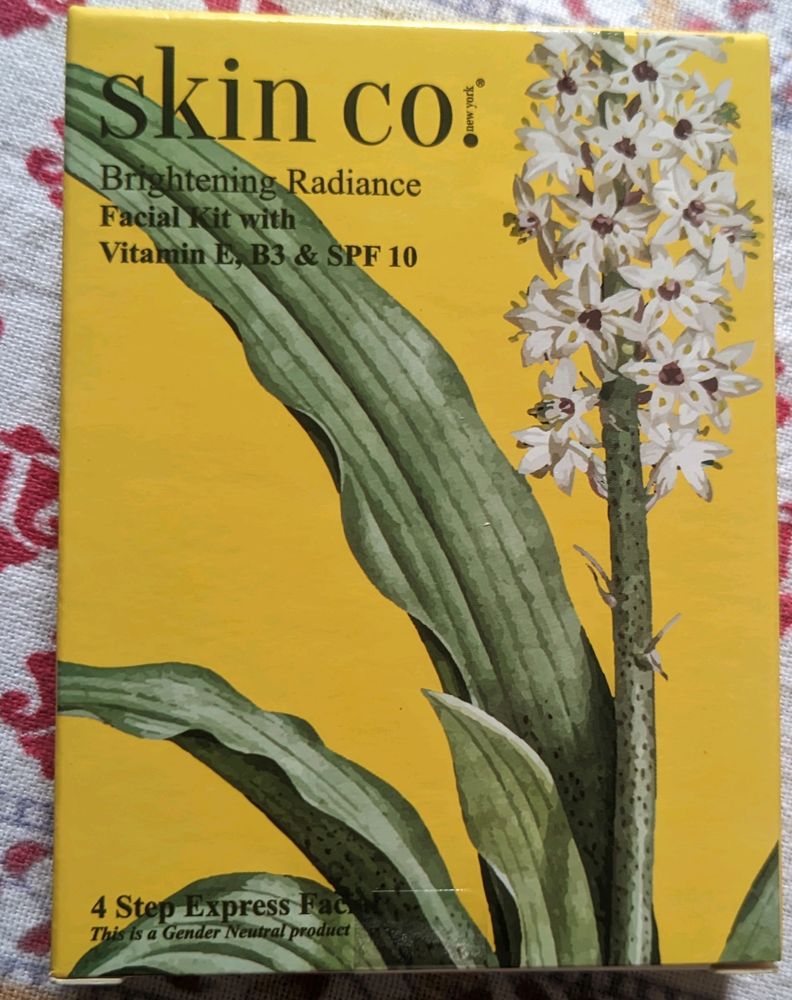 skin co!
new york®
Brightening Radiance
Facial Kit with
Vitamin E, B3 & SPF 10
4 Step Express Facial
This is a Gender Neutral product